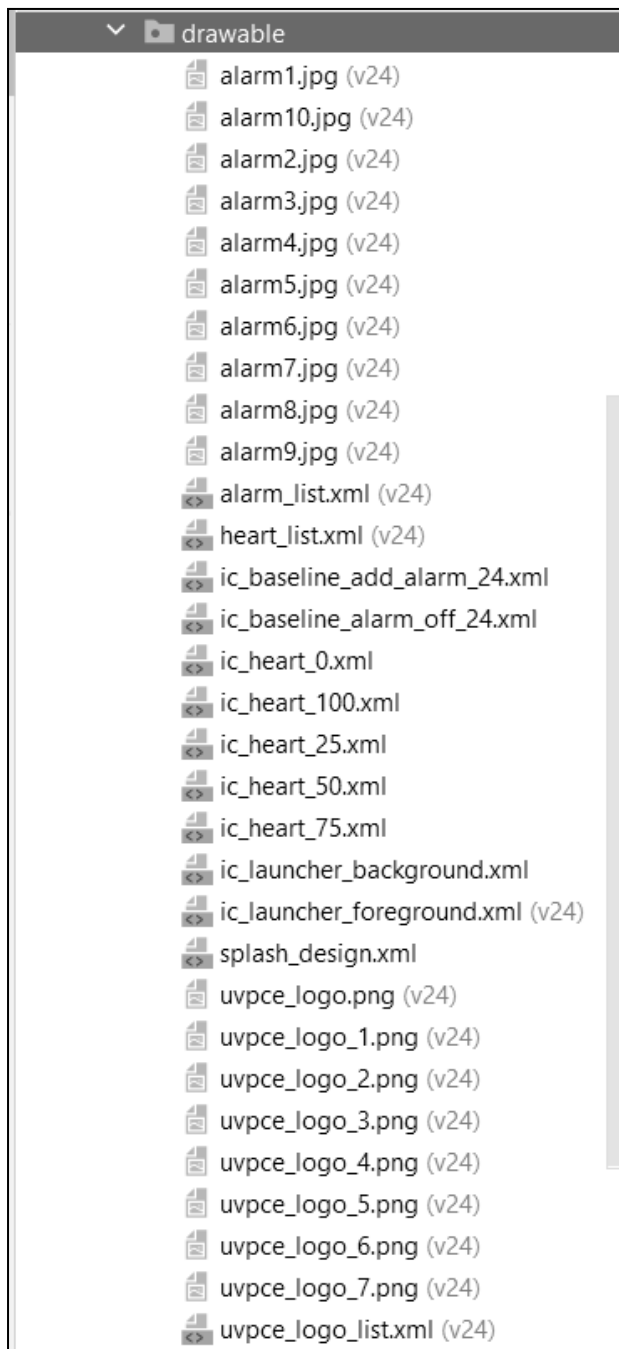 drawable
alarm1.jpg (v24)
alarm10.jpg (v24)
alarm2.jpg (v24)
alarm3.jpg (v24)
alarm4.jpg (v24)
alarm5.jpg (v24)
alarm6.jpg (v24)
alarm7.jpg (v24)
alarm8.jpg (v24)
alarm9.jpg (v24)
alarm_list.xml (v24)
heart_list.xml (v24)
ic_baseline_add_alarm_24.xml
ic_baseline_alarm_off_24.xml
ic_heart_0.xml
ic_heart_100.xml
ic_heart_25.xml
ic_heart_50.xml
ic_heart_75.xml
ic_launcher_background.xml
ic_launcher_foreground.xml (v24)
splash_design.xml
uvpce_logo.png (v24)
uvpce_logo_1.png (v24)
uvpce_logo_2.png (v24)
uvpce_logo_3.png (v24)
uvpce_logo_4.png (v24)
uvpce_logo_5.png (v24)
uvpce_logo_6.png (v24)
uvpce_logo_7.png (v24)
uvpce_logo_list.xml (v24)